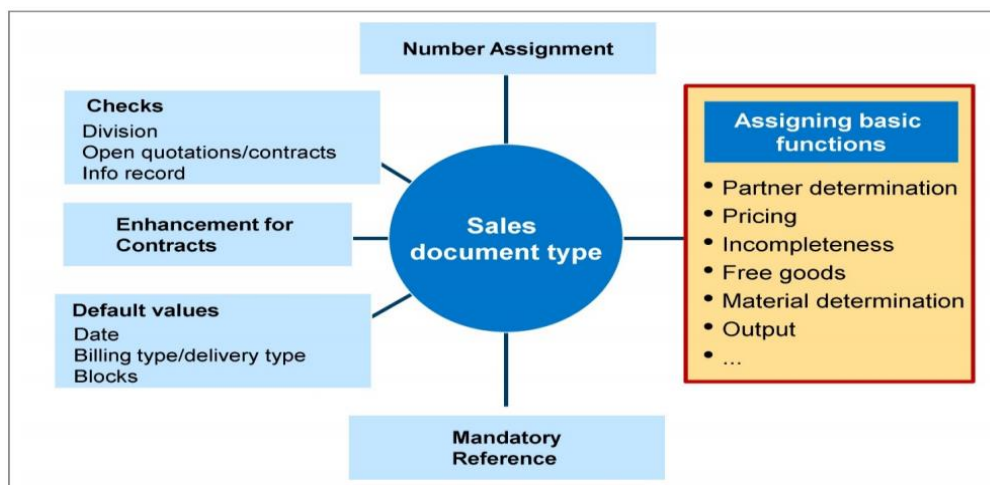 Number Assignment
Checks
Division
Open quotations/contracts
Info record
Enhancement for
Contracts
Default values
Date
Billing type/delivery type
Blocks
Sales
document type
Mandatory
Reference
Assigning basic
functions
• Partner determination
• Pricing
• Incompleteness
• Free goods
• Material determination
• Output
• ...